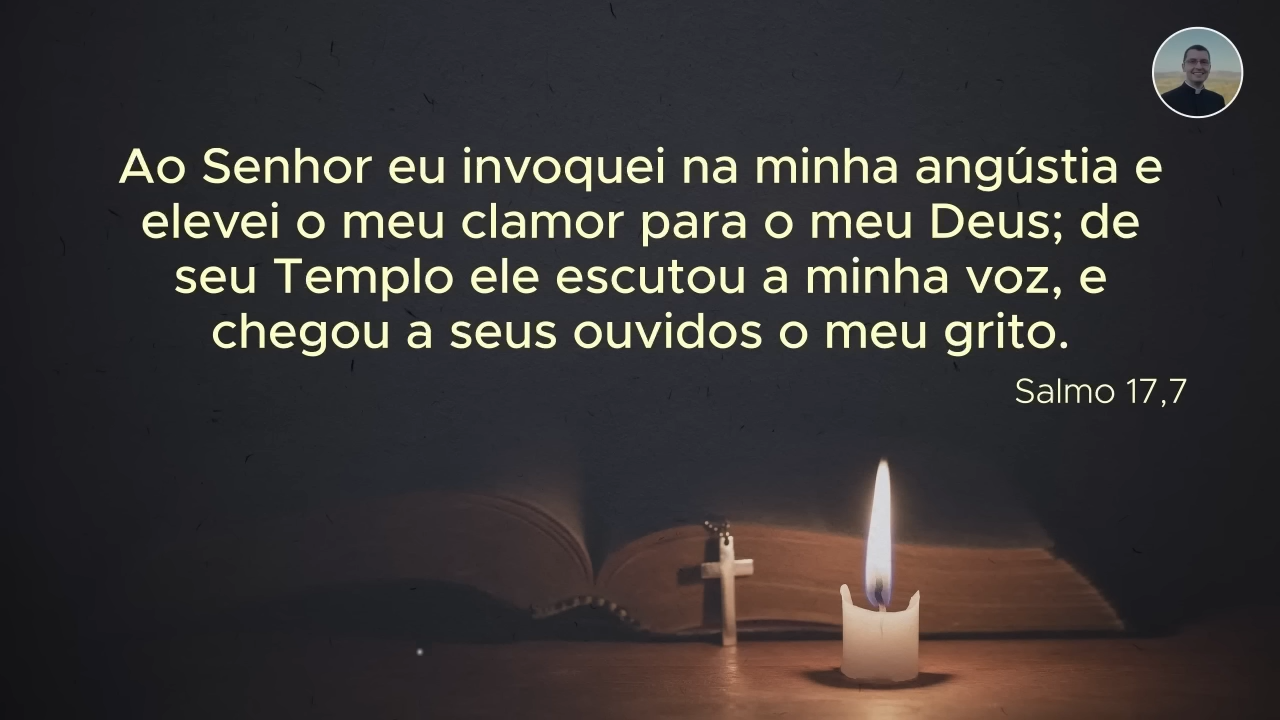 Ao Senhor eu invoquei na minha angústia e
elevei o meu clamor para o meu Deus; de
seu Templo ele escutou a minha voz, e
chegou a seus ouvidos o meu grito.
Salmo 17,7